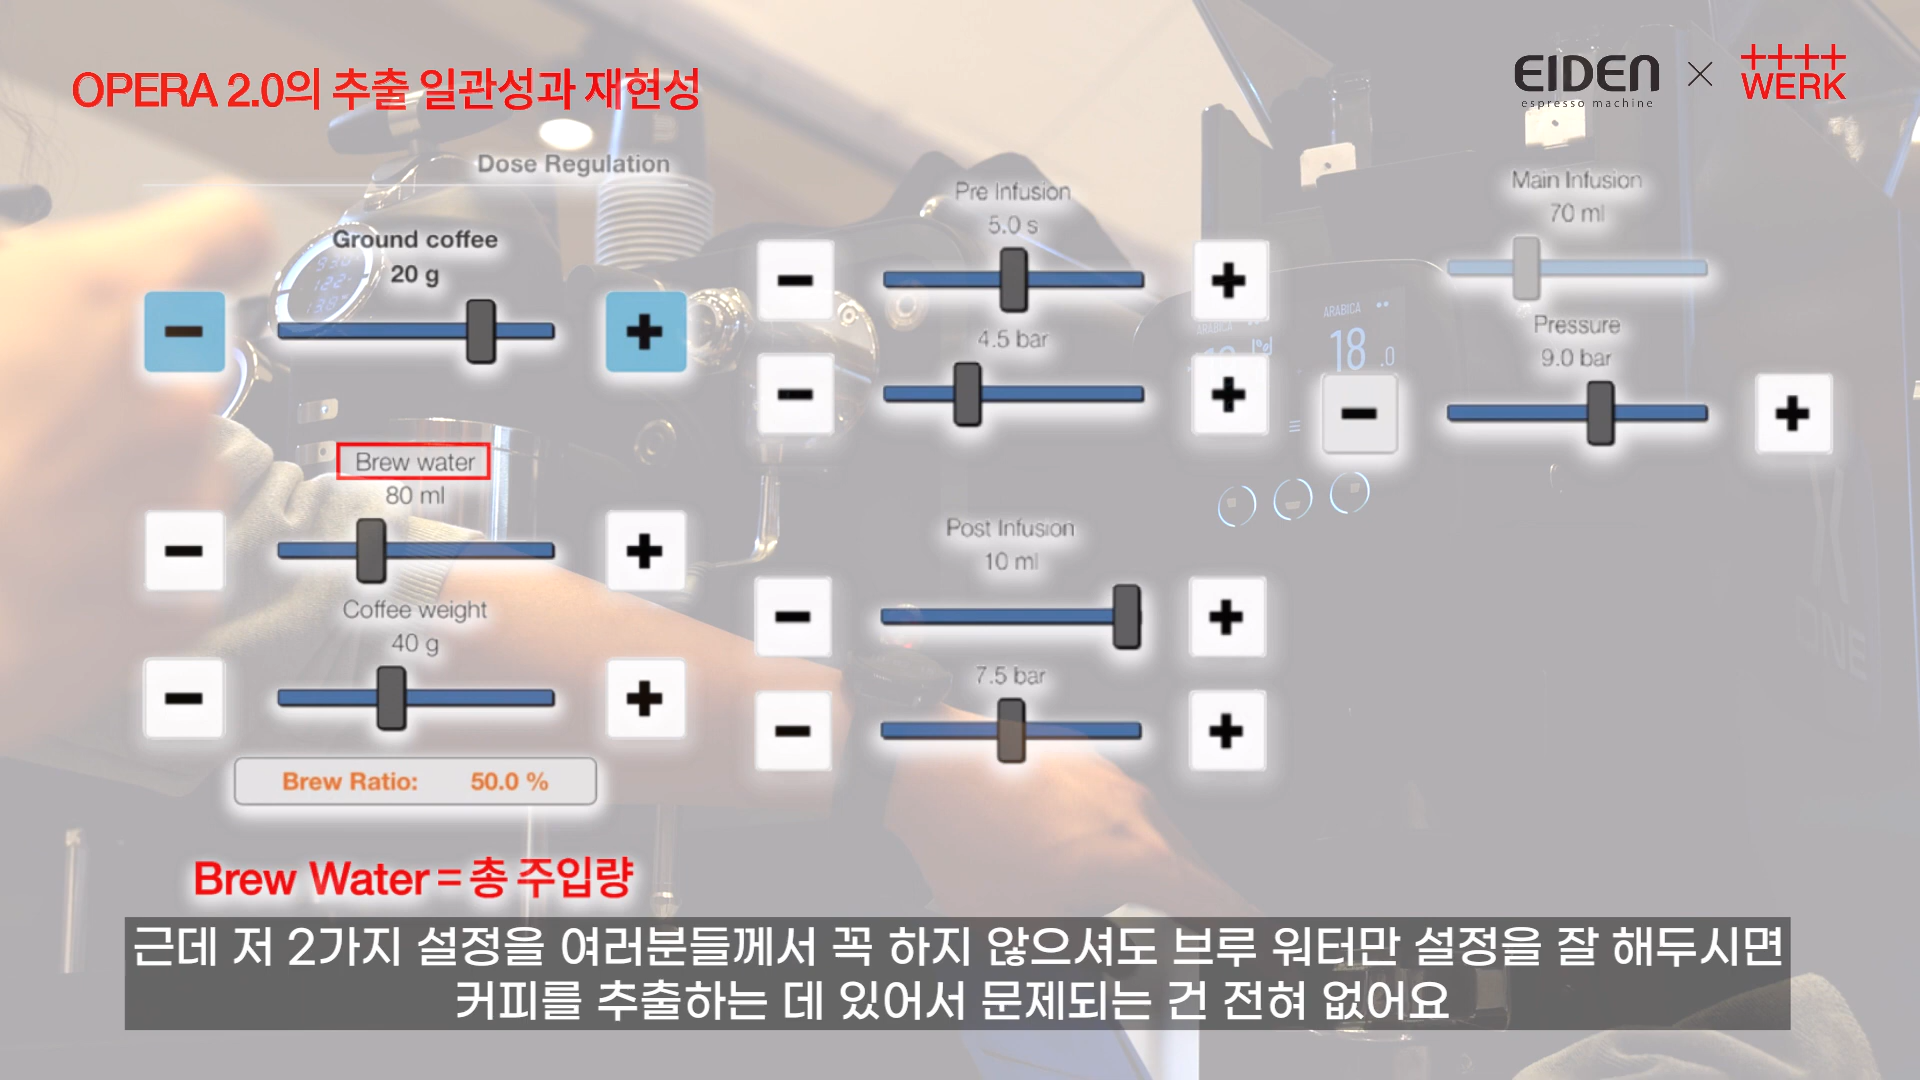 OPERA 2.0의 추출 일관성과 재현성
EIDEN
espresso machine
×
++++
WERK
Dose Regulation
Ground coffee
20 g
Brew water
80 ml
Coffee weight
40 g
Brew Ratio: 50.0 %
Pre Infusion
5.0 s
4.5 bar
Post Infusion
10 ml
7.5 bar
Main Infusion
70 ml
Pressure
9.0 bar
ARABICA
18.0
ARABICA
ONE
Brew Water = 총 주입량
근데 저 2가지 설정을 여러분들께서 꼭 하지 않으셔도 브루 워터만 설정을 잘 해두시면
커피를 추출하는 데 있어서 문제되는 건 전혀 없어요